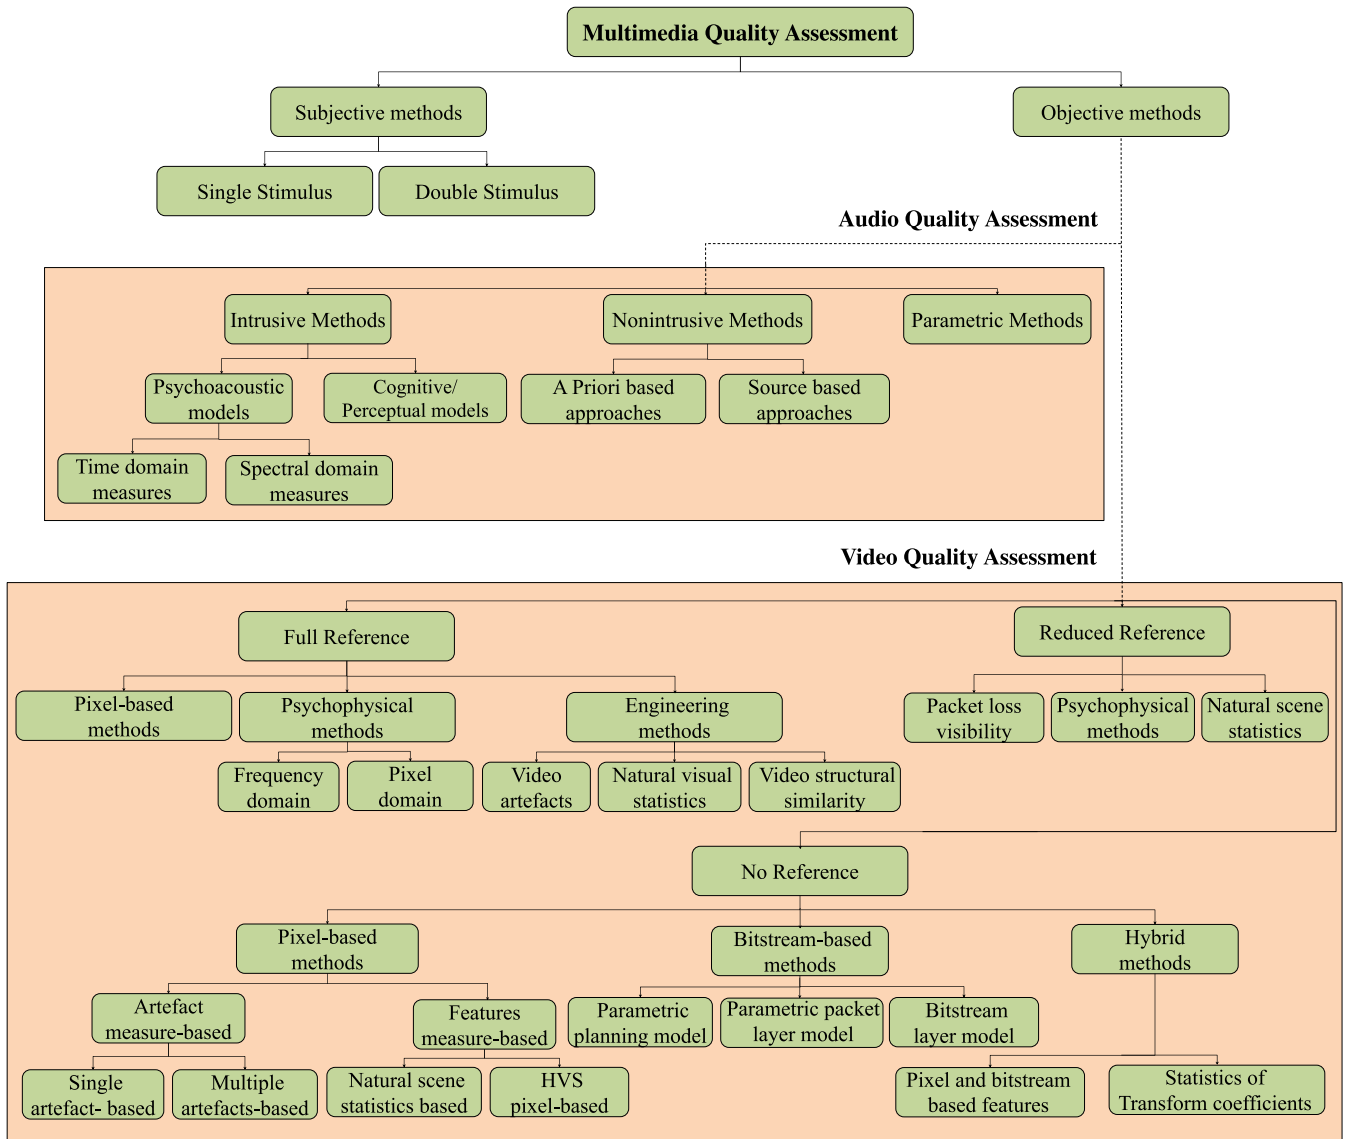 Multimedia Quality Assessment
Subjective methods
Objective methods
Single Stimulus
Double Stimulus
Audio Quality Assessment
Intrusive Methods
Nonintrusive Methods
Parametric Methods
Psychoacoustic
models
Cognitive/
Perceptual models
A Priori based
approaches
Source based
approaches
Time domain
measures
Spectral domain
measures
Video Quality Assessment
Full Reference
Reduced Reference
Pixel-based
methods
Psychophysical
methods
Engineering
methods
Packet loss
visibility
Psychophysical
methods
Natural scene
statistics
Frequency
domain
Pixel
domain
Video
artefacts
Natural visual
statistics
Video structural
similarity
No Reference
Pixel-based
methods
Bitstream-based
methods
Hybrid
methods
Artefact
measure-based
Features
measure-based
Parametric
planning model
Parametric packet
layer model
Bitstream
layer model
Single
artefact- based
Multiple
artefacts-based
Natural scene
statistics based
HVS
pixel-based
Pixel and bitstream
based features
Statistics of
Transform coefficients